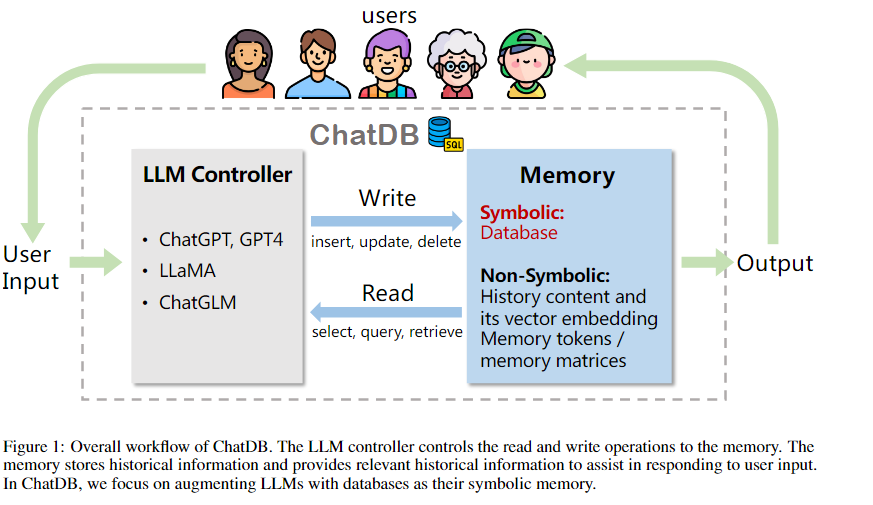 users
ChatDB
SQL
LLM Controller
• ChatGPT, GPT4
• LLaMA
• ChatGLM
Write
insert, update, delete
Read
select, query, retrieve
Memory
Symbolic:
Database
Non-Symbolic:
History content and
its vector embedding
Memory tokens /
memory matrices
User
Input
Output
Figure 1: Overall workflow of ChatDB. The LLM controller controls the read and write operations to the memory. The
memory stores historical information and provides relevant historical information to assist in responding to user input.
In ChatDB, we focus on augmenting LLMs with databases as their symbolic memory.